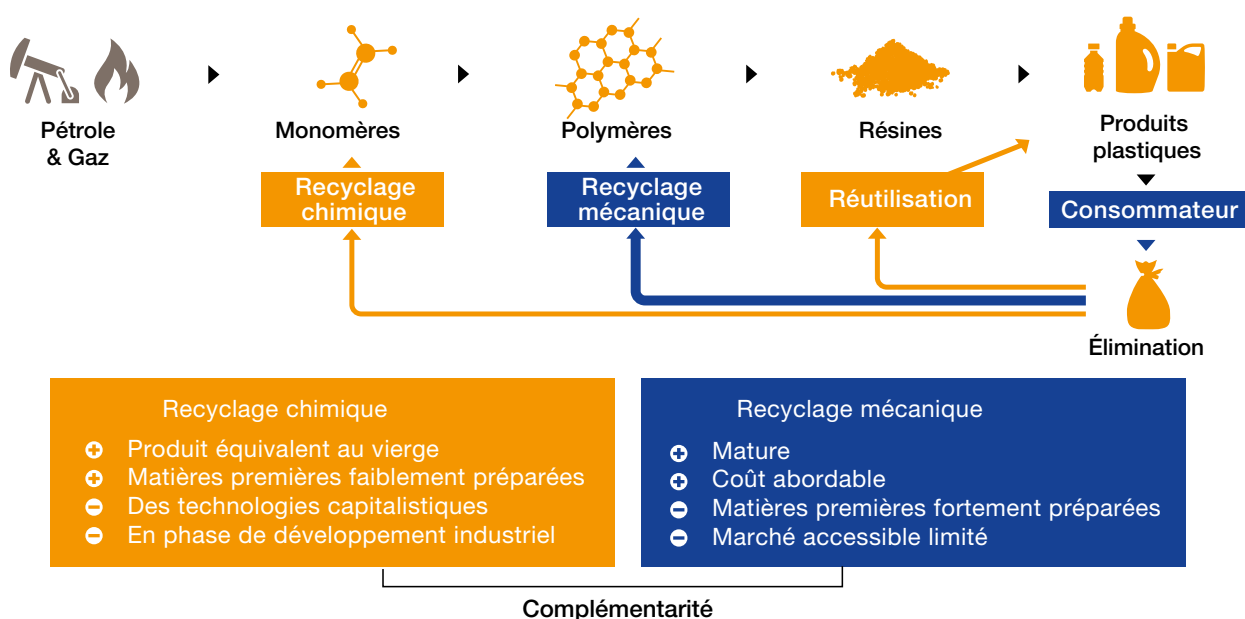 Pétrole
& Gaz
Monomères
Polymères
Résines
Produits
plastiques
Recyclage
chimique
Recyclage
mécanique
Réutilisation
Consommateur
Élimination
Recyclage chimique
Produit équivalent au vierge
Matières premières faiblement préparées
Des technologies capitalistiques
En phase de développement industriel
Recyclage mécanique
Mature
Coût abordable
Matières premières fortement préparées
Marché accessible limité
Complémentarité